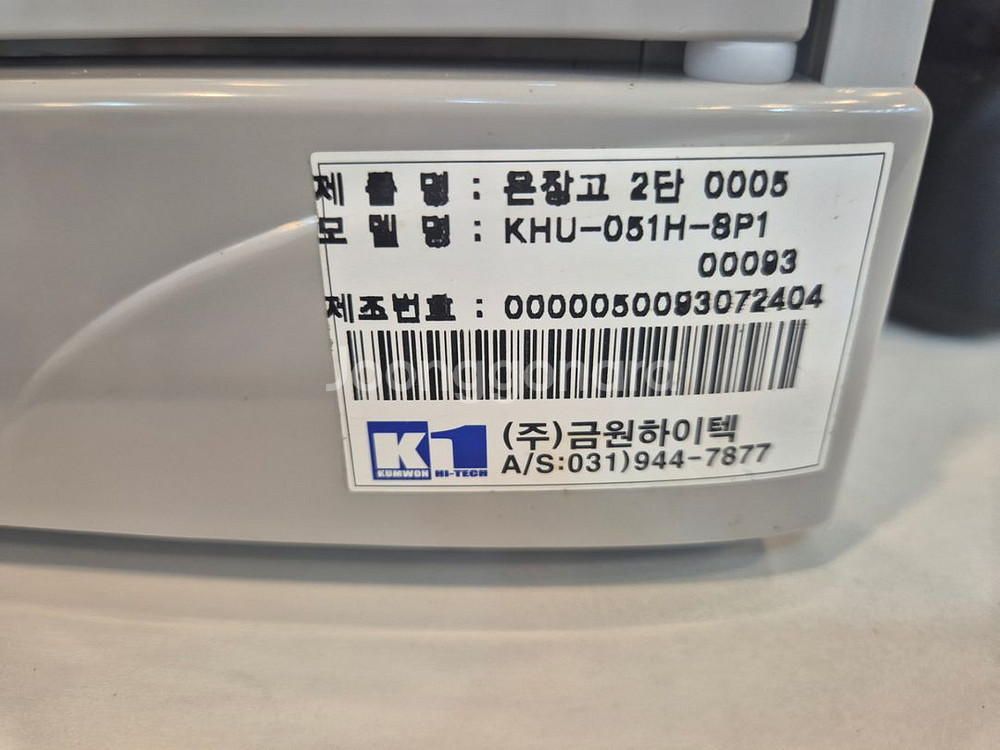 제 품 명 : 온장고 2단 0005
모 델 명 : KHU-051H-8P1
00093
제조번호 : 0000050093072404
Joonggonara
K1
KUMWON HI-TECH
(주)금원하이텍
A/S:031)944-7877